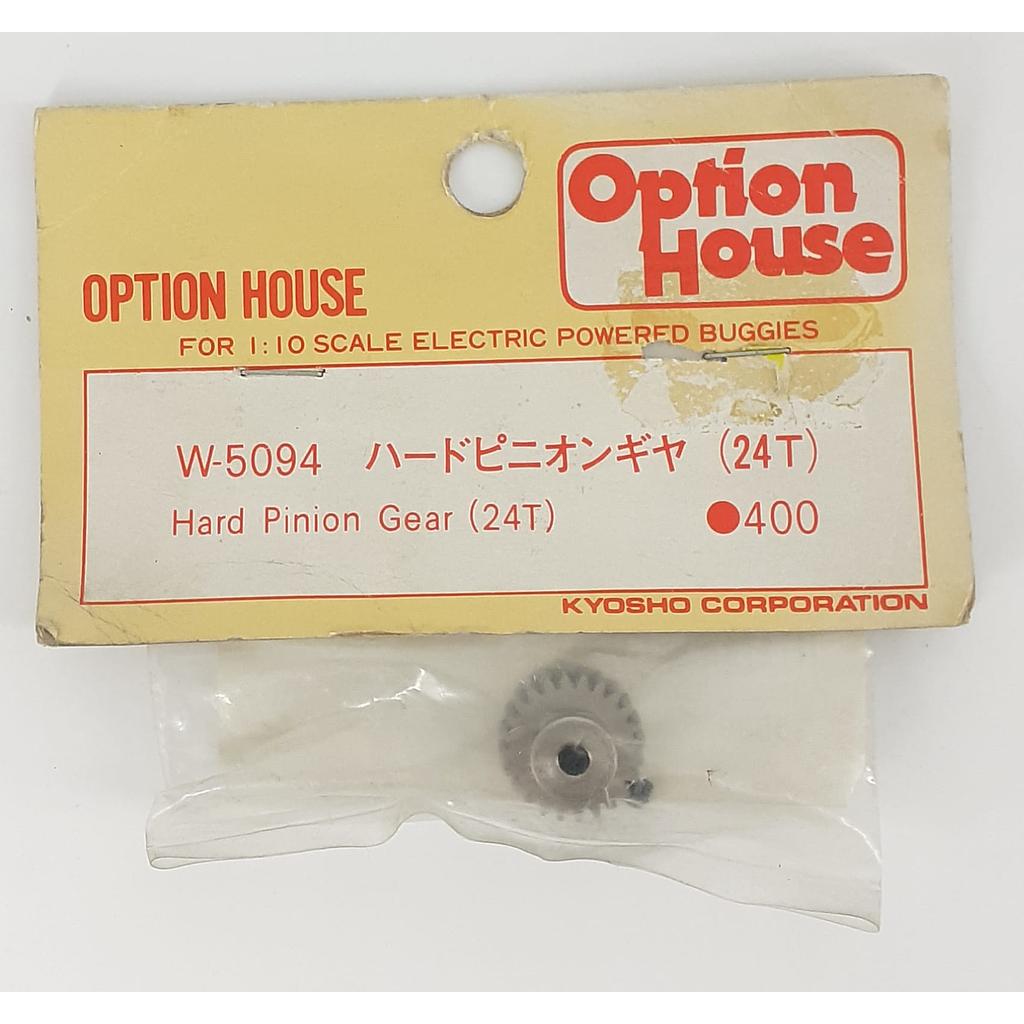 Option
House
OPTION HOUSE
FOR 1:10 SCALE ELECTRIC POWERED BUGGIES
W-5094 ハードピニオンギヤ (24T)
Hard Pinion Gear (24T) ●400
KYOSHO CORPORATION